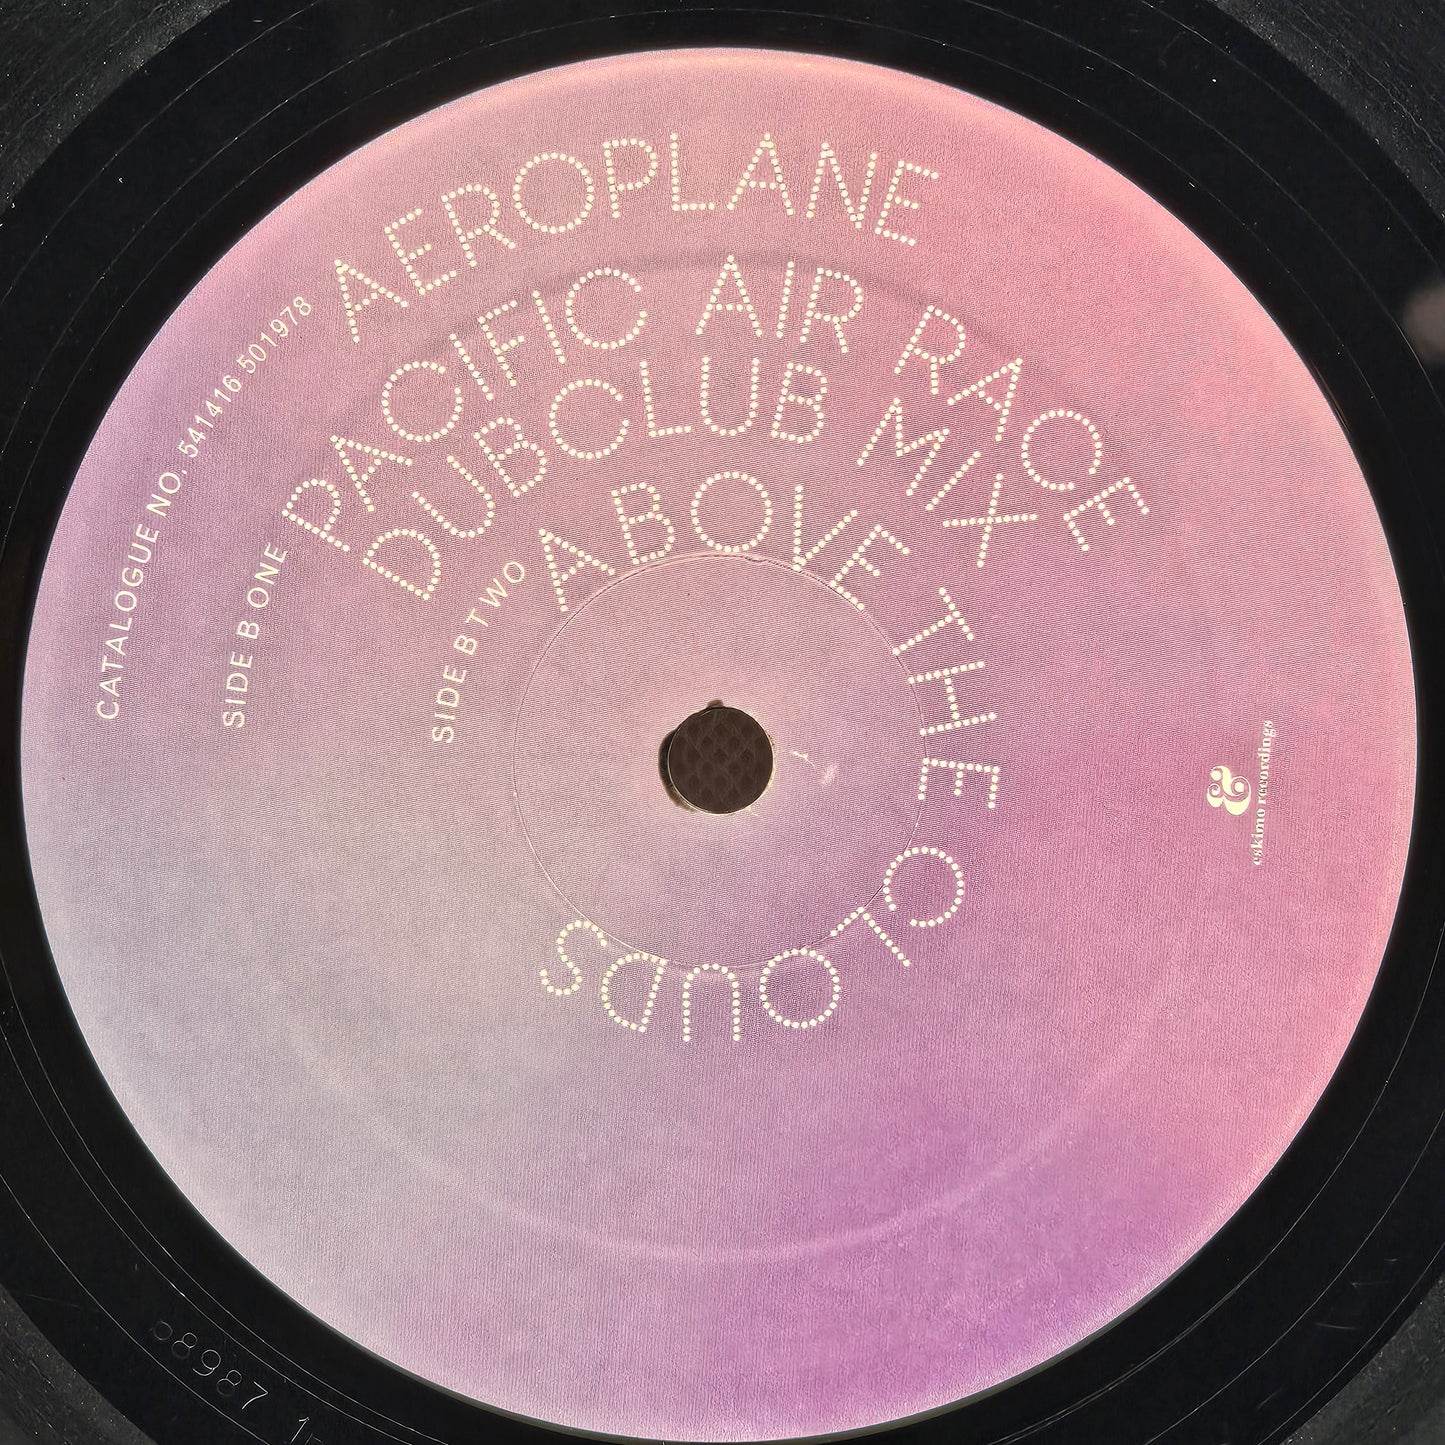 AEROPLANE
CATALOGUE NO. 541416 501978
PACIFIC AIR RACE
DUBCLUB MIX
SIDE B ONE
ABOVE THE CLOUDS
SIDE B TWO
&
eskimo recordings